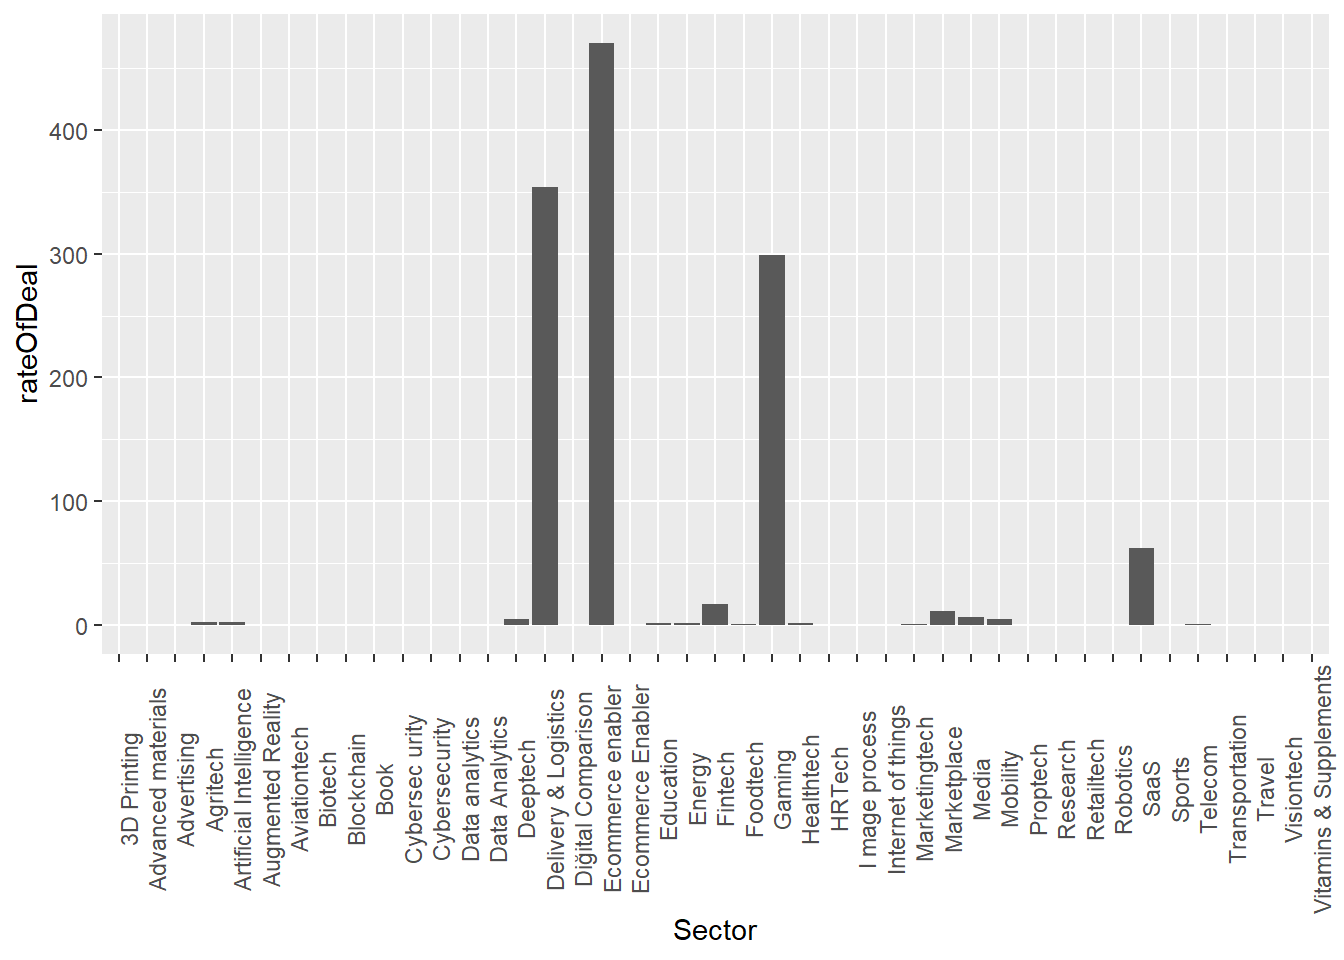 rateOfDeal
400
300
200
100
0
3D Printing
Advanced materials
Advertising
Agritech
Artificial Intelligence
Augmented Reality
Aviationtech
Biotech
Blockchain
Book
Cybersec urity
Cybersecurity
Data analytics
Data Analytics
Deeptech
Delivery & Logistics
Diğital Comparison
Ecommerce enabler
Ecommerce Enabler
Education
Energy
Fintech
Foodtech
Gaming
Healthtech
HRTech
I mage process
Internet of things
Marketingtech
Marketplace
Media
Mobility
Proptech
Research
Retailtech
Robotics
SaaS
Sports
Telecom
Transportation
Travel
Visiontech
Vitamins & Supplements
Sector